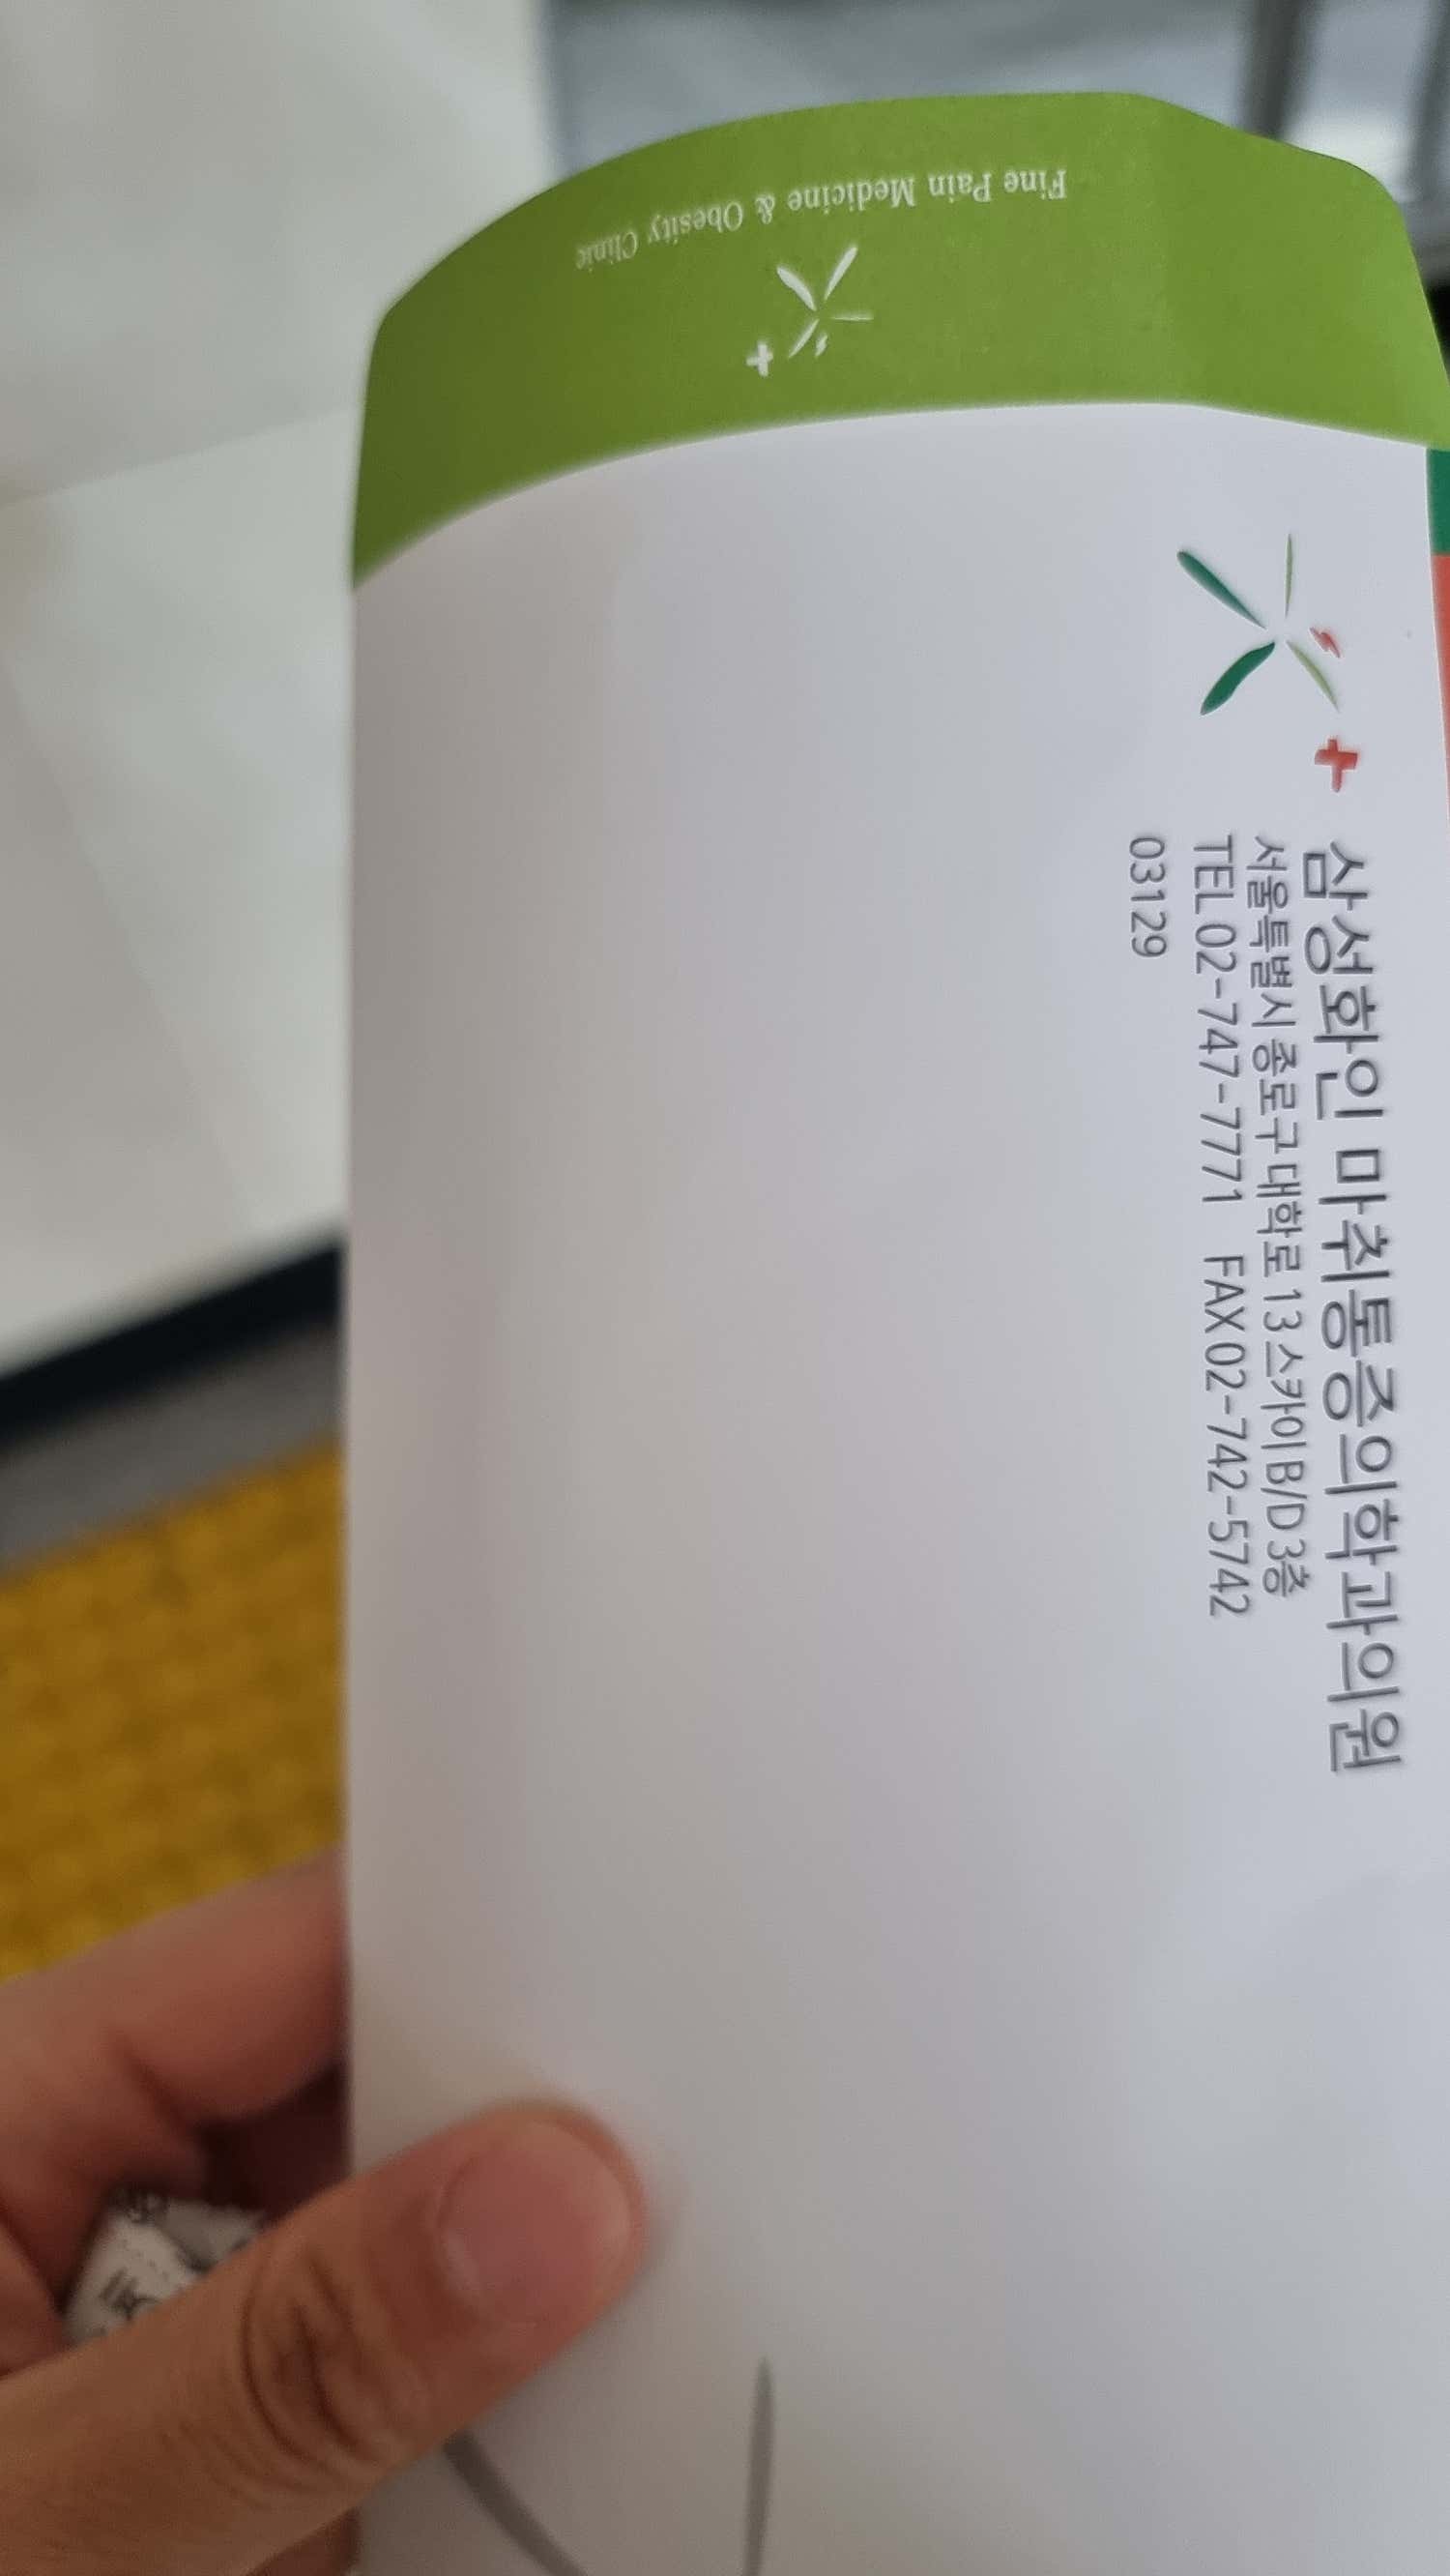 Fine Pain Medicine & Obesity Clinic
삼성화인 마취통증의학과의원
서울특별시 종로구 대학로 13 스카이 B/D 3층
TEL 02-747-7771 FAX 02-742-5742
03129